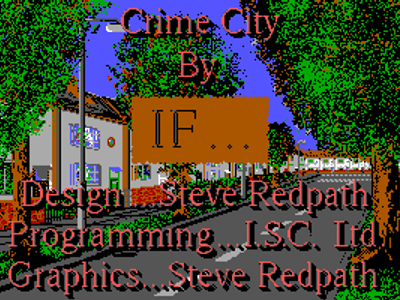 Crime City
By
IF...
Design...Steve Redpath
Programming...I.S.C. Ltd
Graphics...Steve Redpath